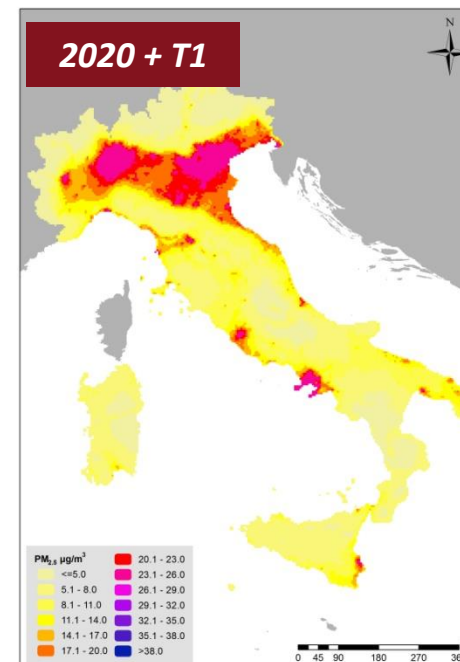 2020 + T1
N
PM2.5 µg/m³
<=5.0
5.1 - 8.0
8.1 - 11.0
11.1 - 14.0
14.1 - 17.0
17.1 - 20.0
20.1 - 23.0
23.1 - 26.0
26.1 - 29.0
29.1 - 32.0
32.1 - 35.0
35.1 - 38.0
>38.0
0 45 90 180 270